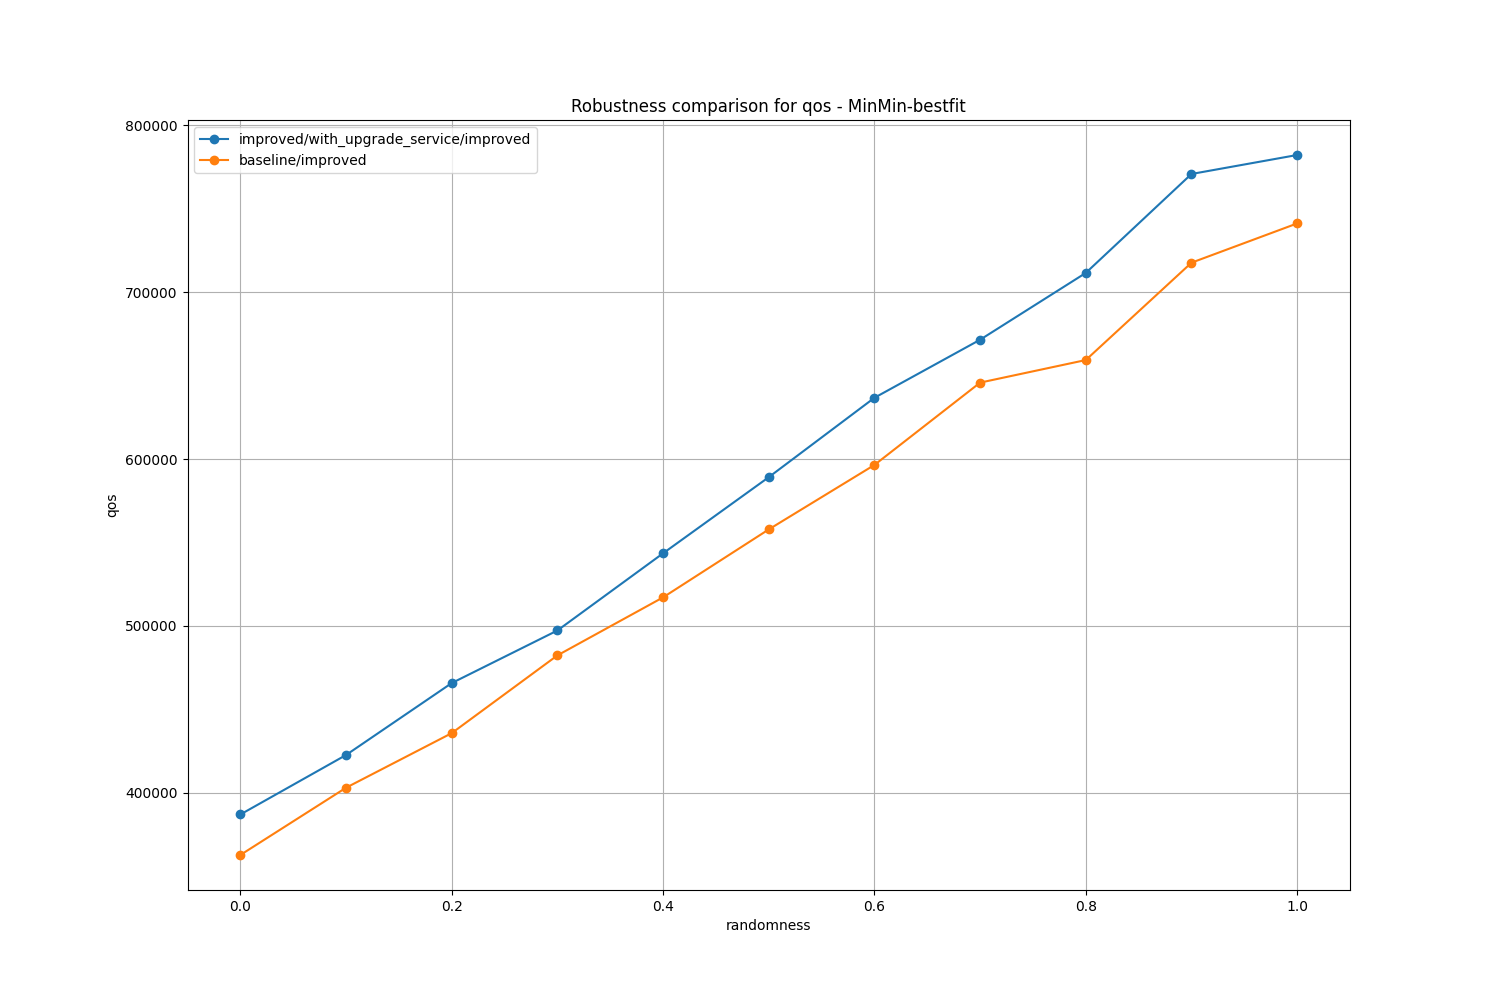 Robustness comparison for qos - MinMin-bestfit
improved/with_upgrade_service/improved
baseline/improved
800000
700000
600000
500000
400000
qos
0.0 0.2 0.4 0.6 0.8 1.0
randomness